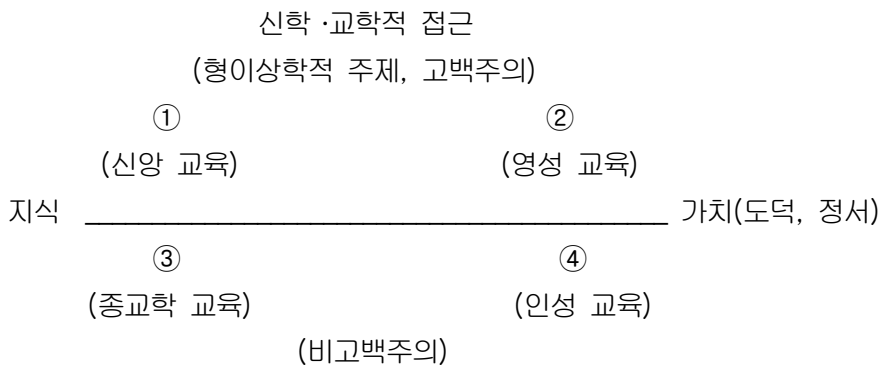 신학 ·교학적 접근
(형이상학적 주제, 고백주의)
① ②
(신앙 교육) (영성 교육)
지식 가치(도덕, 정서)
③ ④
(종교학 교육) (인성 교육)
(비고백주의)